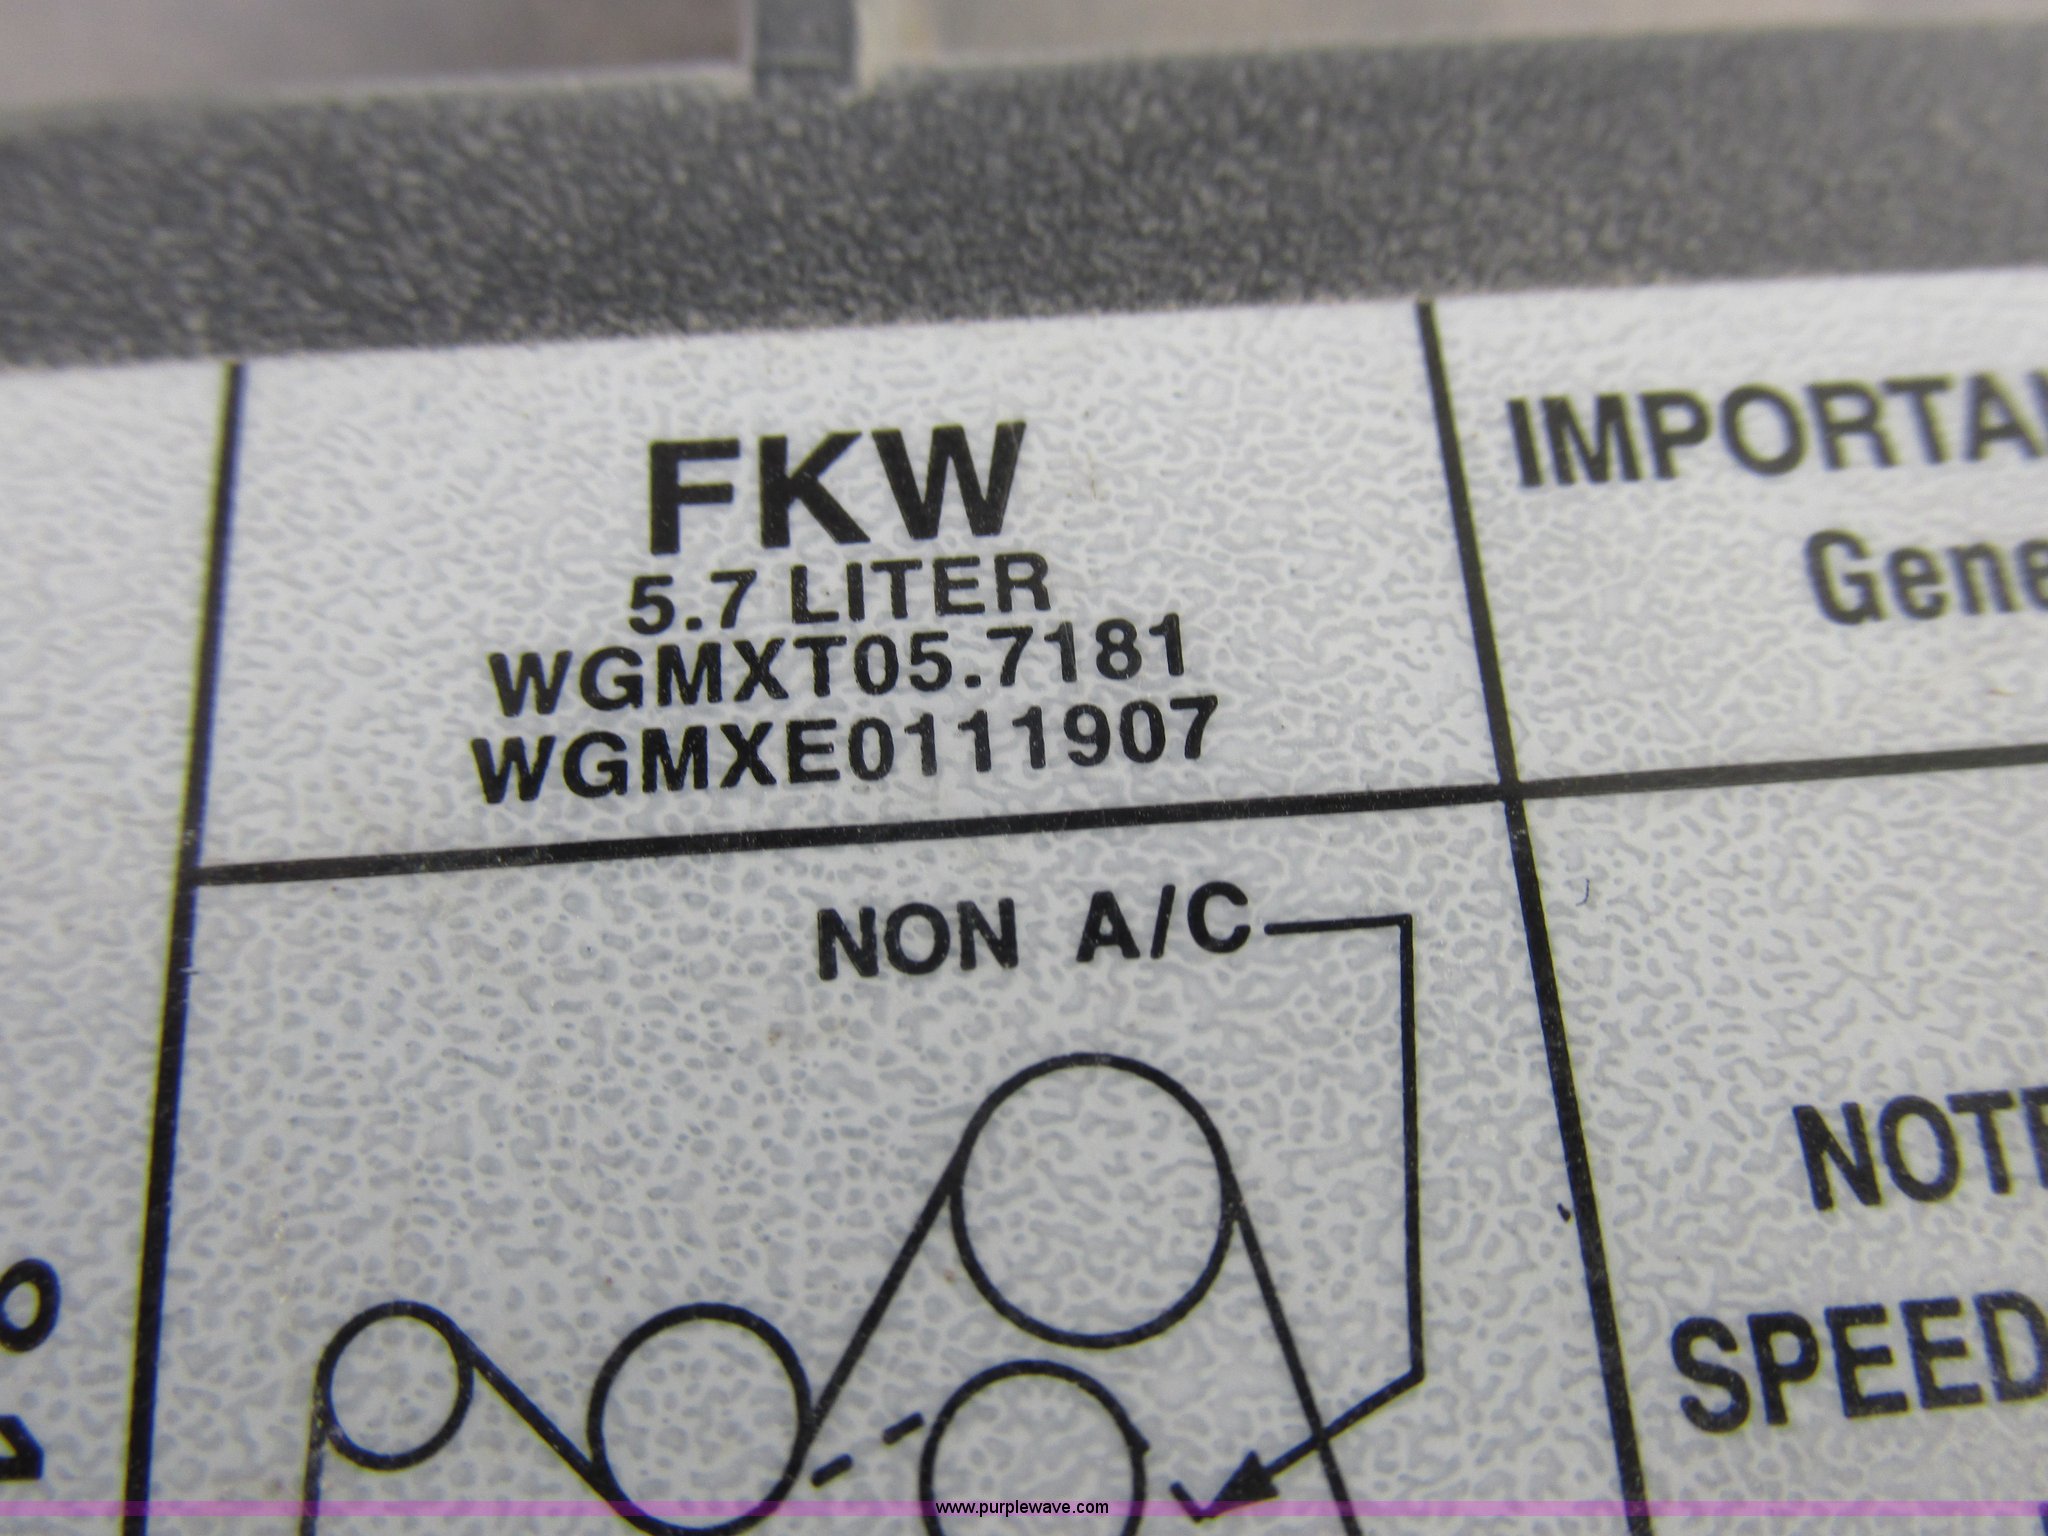 FKW
5.7 LITER
WGMXT05.7181
WGMXE0111907
NON A/C
IMPORTA
Gene
NOTE
SPEED
www.purplewave.com